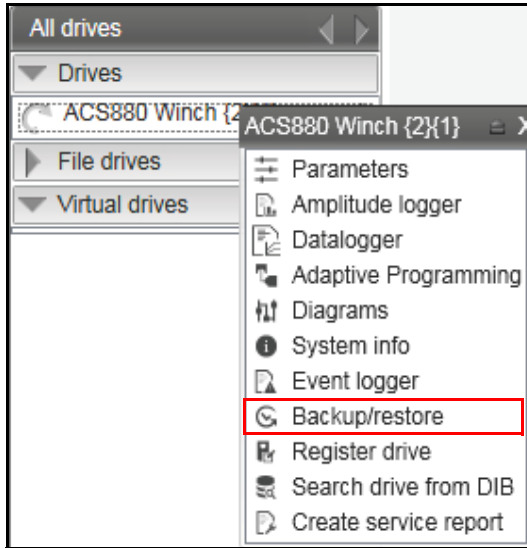 All drives
Drives
ACS880 Winch {2
ACS880 Winch {2}{1}
File drives
Virtual drives
Parameters
Amplitude logger
Datalogger
Adaptive Programming
Diagrams
System info
Event logger
Backup/restore
Register drive
Search drive from DIB
Create service report